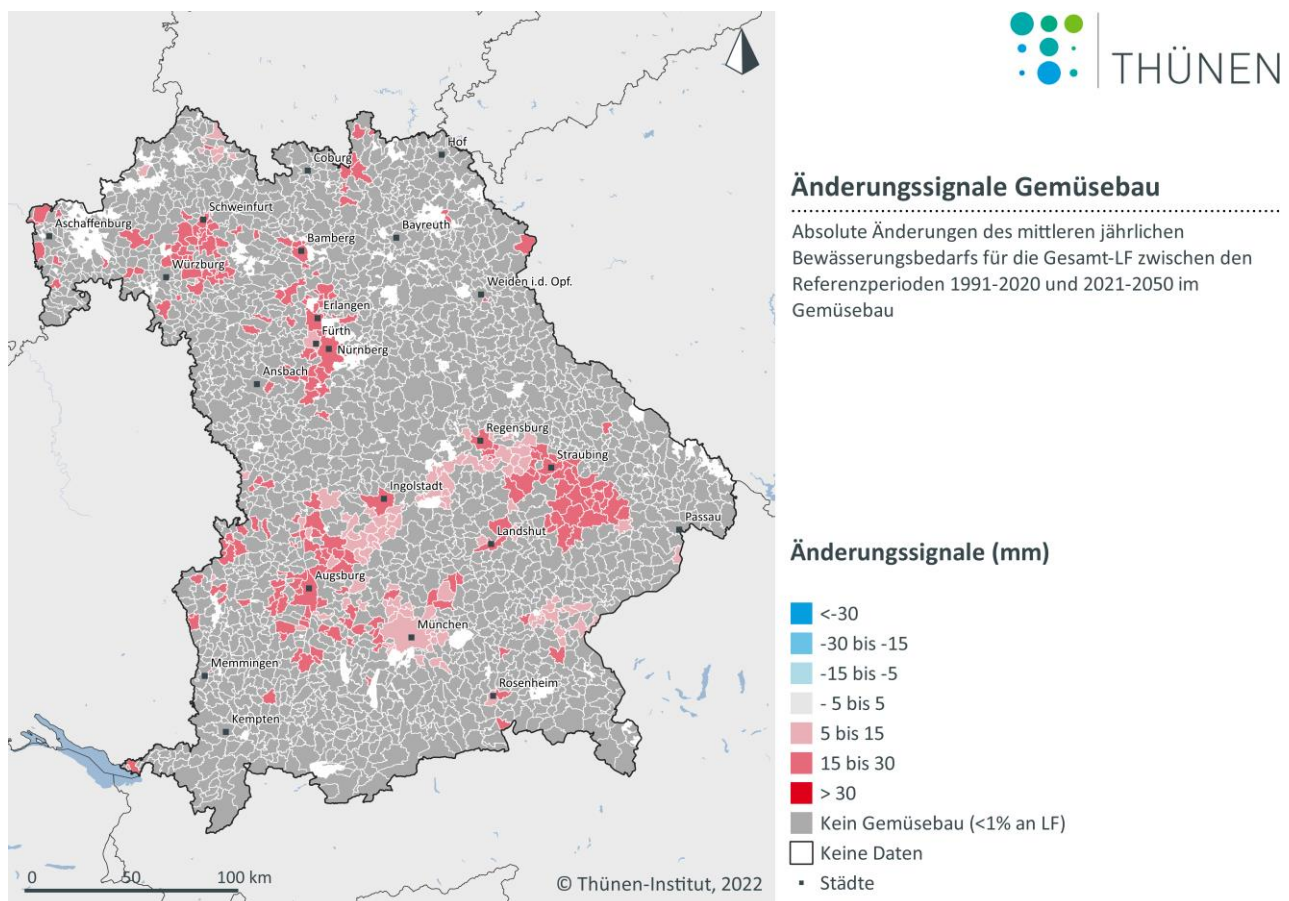 THÜNEN
Änderungssignale Gemüsebau
Absolute Änderungen des mittleren jährlichen
Bewässerungsbedarfs für die Gesamt-LF zwischen den
Referenzperioden 1991-2020 und 2021-2050 im
Gemüsebau
Hof
Coburg
Schweinfurt
Aschaffenburg
Bayreuth
Bamberg
Würzburg
Weiden i.d. Opf.
Erlangen
Fürth
Nürnberg
Ansbach
Regensburg
Straubing
Ingolstadt
Passau
Landshut
Augsburg
München
Memmingen
Rosenheim
Kempten
Änderungssignale (mm)
<-30
-30 bis -15
-15 bis -5
- 5 bis 5
5 bis 15
15 bis 30
> 30
Kein Gemüsebau (<1% an LF)
Keine Daten
Städte
0 50 100 km
© Thünen-Institut, 2022